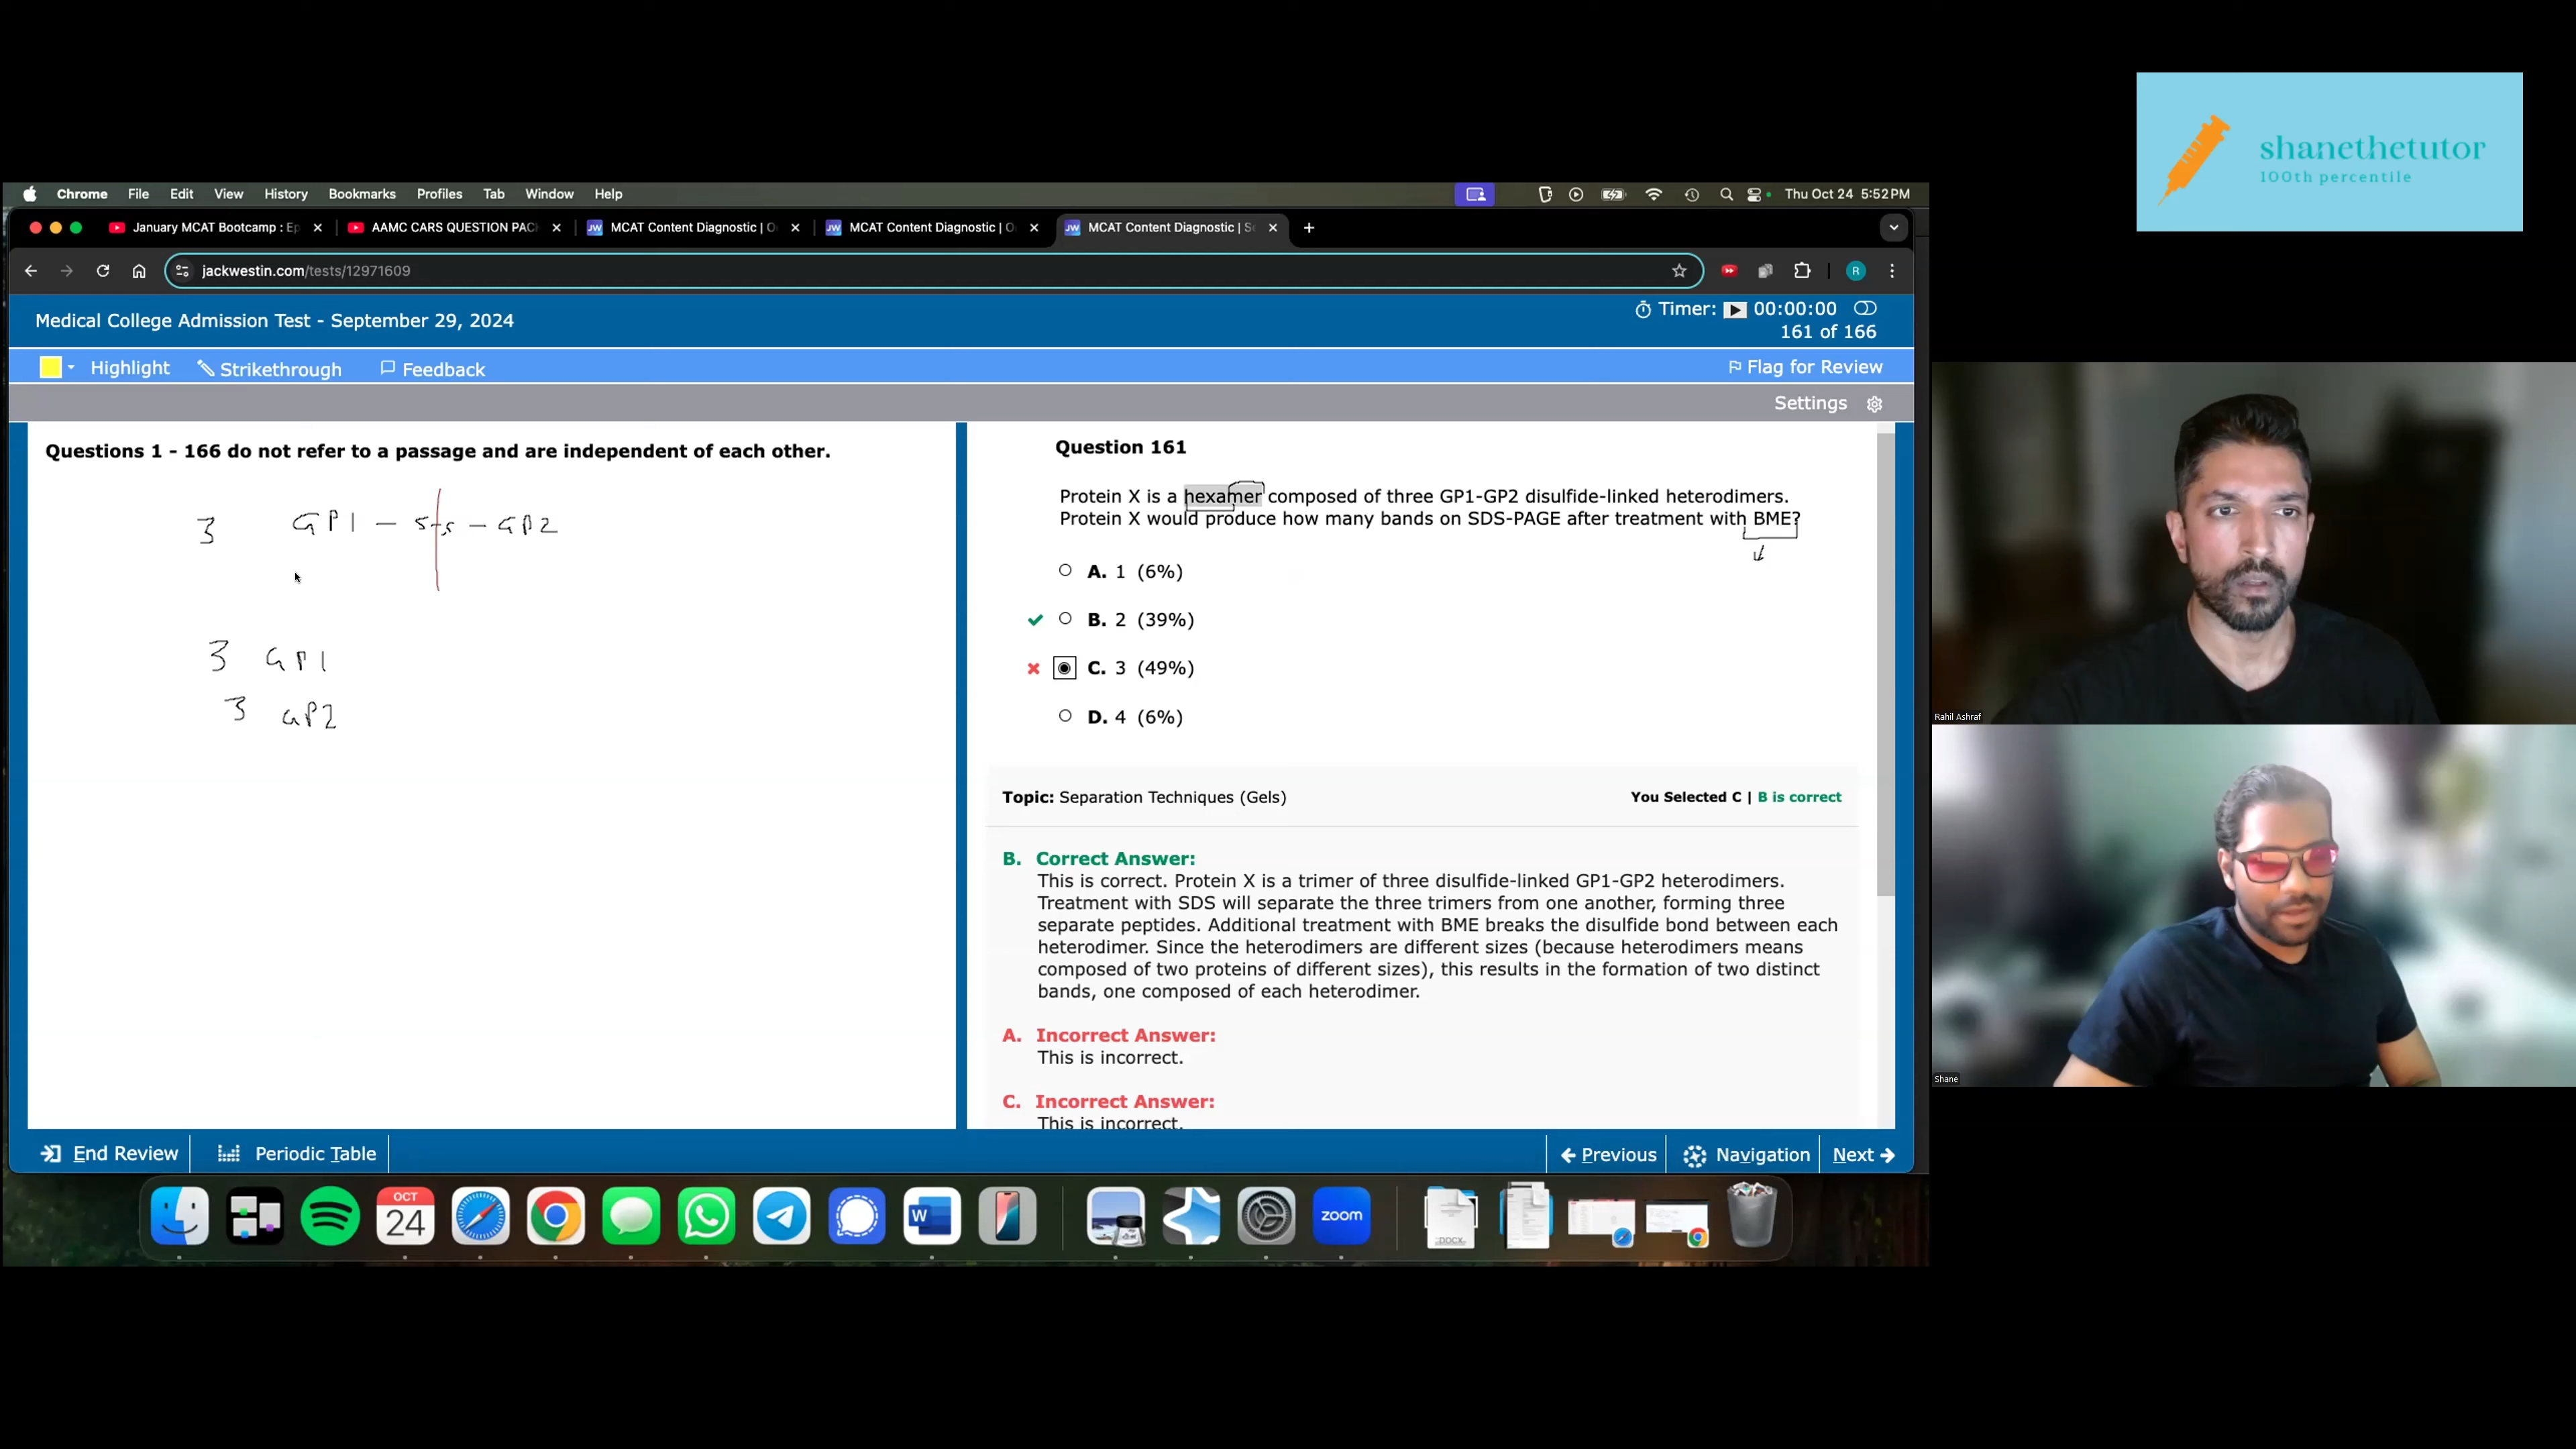 shanethetutor
100th percentile
Chrome File Edit View History Bookmarks Profiles Tab Window Help
Thu Oct 24 5:52 PM
January MCAT Bootcamp : Ep
AAMC CARS QUESTION PAC
MCAT Content Diagnostic | O
MCAT Content Diagnostic | O
MCAT Content Diagnostic | S
jackwestin.com/tests/12971609
R
Medical College Admission Test - September 29, 2024
Timer: 00:00:00
161 of 166
Highlight Strikethrough Feedback
Flag for Review
Settings
Questions 1 - 166 do not refer to a passage and are independent of each other.
3 GP1 - S-S - GP2
3 GP1
3 GP2
Question 161
Protein X is a hexamer composed of three GP1-GP2 disulfide-linked heterodimers.
Protein X would produce how many bands on SDS-PAGE after treatment with BME?
A. 1 (6%)
B. 2 (39%)
C. 3 (49%)
D. 4 (6%)
Topic: Separation Techniques (Gels)
You Selected C | B is correct
B. Correct Answer:
This is correct. Protein X is a trimer of three disulfide-linked GP1-GP2 heterodimers.
Treatment with SDS will separate the three trimers from one another, forming three
separate peptides. Additional treatment with BME breaks the disulfide bond between each
heterodimer. Since the heterodimers are different sizes (because heterodimers means
composed of two proteins of different sizes), this results in the formation of two distinct
bands, one composed of each heterodimer.
A. Incorrect Answer:
This is incorrect.
C. Incorrect Answer:
This is incorrect.
End Review Periodic Table
Previous Navigation Next
OCT
24
W
zoom
DOCX
Rahil Ashraf
Shane